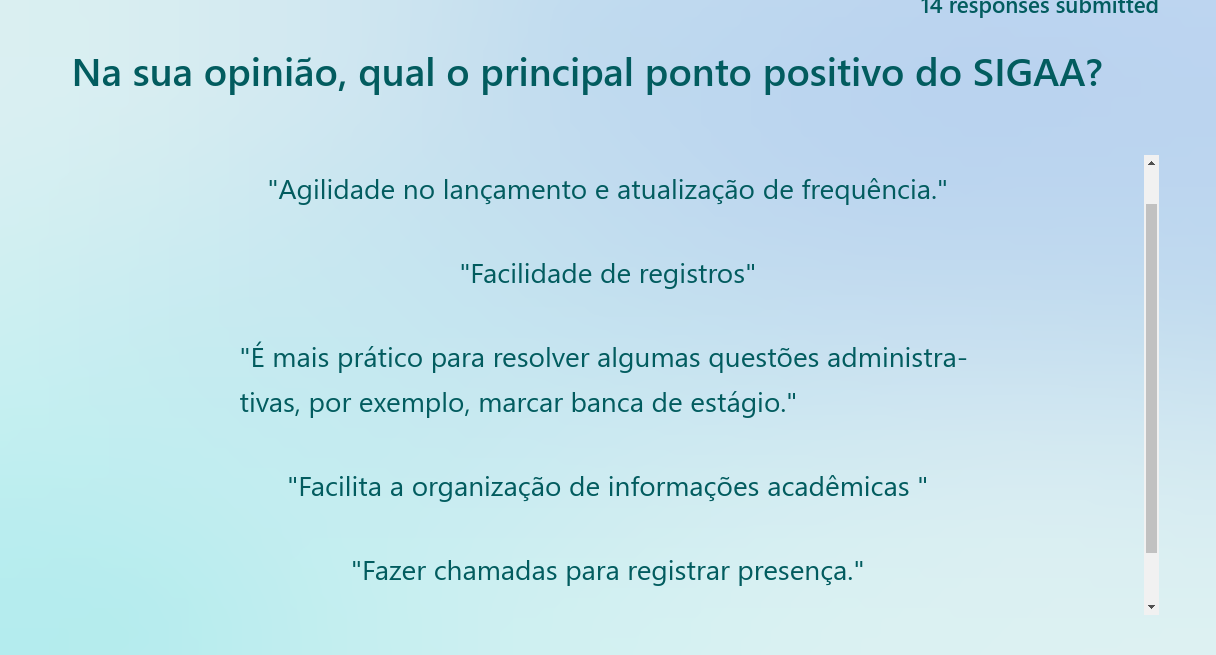 14 responses submitted
Na sua opinião, qual o principal ponto positivo do SIGAA?
"Agilidade no lançamento e atualização de frequência."
"Facilidade de registros"
"É mais prático para resolver algumas questões administra-
tivas, por exemplo, marcar banca de estágio."
"Facilita a organização de informações acadêmicas "
"Fazer chamadas para registrar presença."